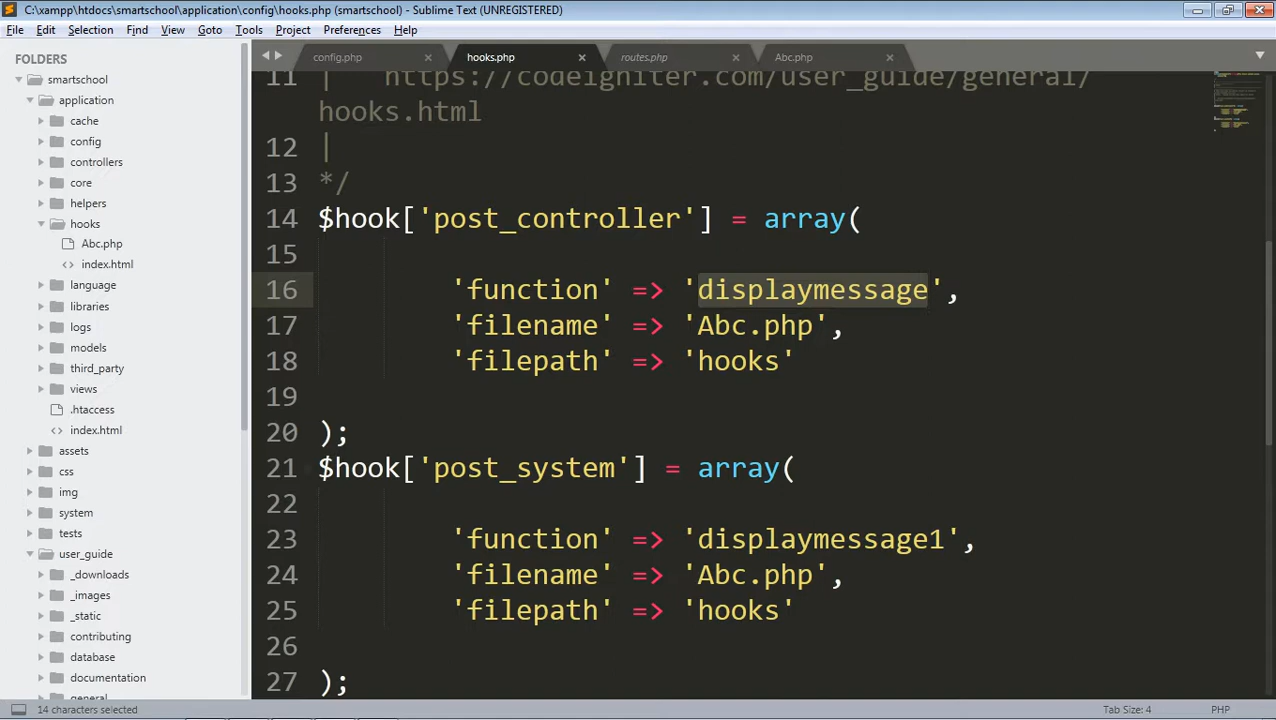 C:\xampp\htdocs\smartschool\application\config\hooks.php (smartschool) - Sublime Text (UNREGISTERED)
File Edit Selection Find View Goto Tools Project Preferences Help
FOLDERS
smartschool
application
cache
config
controllers
core
helpers
hooks
Abc.php
index.html
language
libraries
logs
models
third_party
views
.htaccess
index.html
assets
css
img
system
tests
user_guide
_downloads
_images
_static
contributing
database
documentation
general
config.php hooks.php routes.php Abc.php
11 | https://codeigniter.com/user_guide/general/
hooks.html
12 |
13 */
14 $hook['post_controller'] = array(
15
16 'function' => 'displaymessage',
17 'filename' => 'Abc.php',
18 'filepath' => 'hooks'
19
20 );
21 $hook['post_system'] = array(
22
23 'function' => 'displaymessage1',
24 'filename' => 'Abc.php',
25 'filepath' => 'hooks'
26
27 );
14 characters selected Tab Size: 4 PHP